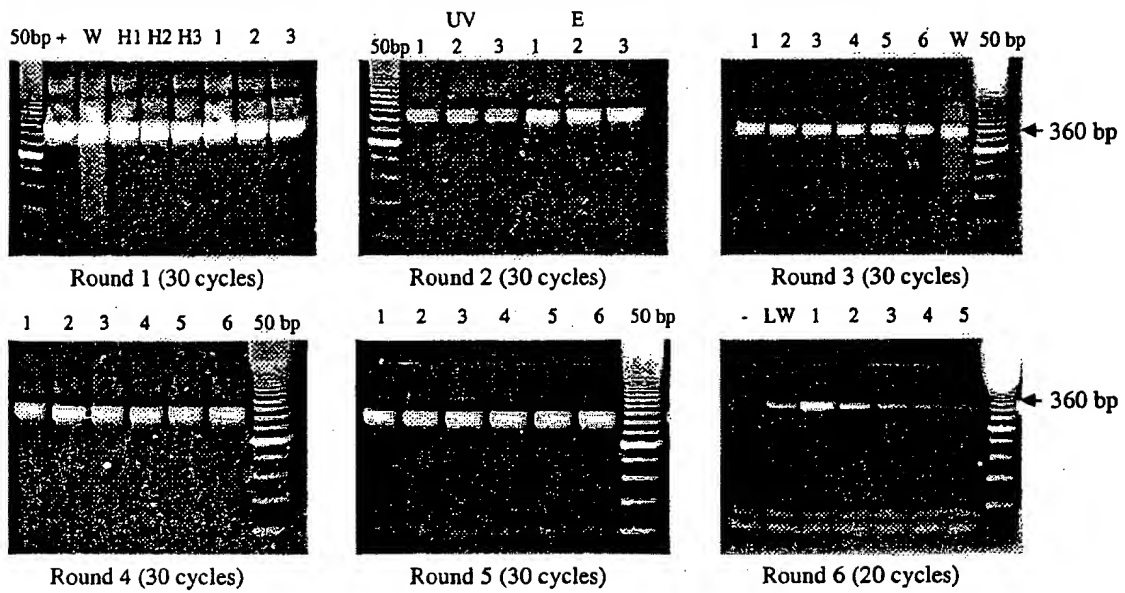 UV E
50bp + W H1 H2 H3 1 2 3
50bp 1 2 3 1 2 3
1 2 3 4 5 6 W 50 bp
360 bp
Round 1 (30 cycles)
Round 2 (30 cycles)
Round 3 (30 cycles)
1 2 3 4 5 6 50 bp
1 2 3 4 5 6 50 bp
- LW 1 2 3 4 5
360 bp
Round 4 (30 cycles)
Round 5 (30 cycles)
Round 6 (20 cycles)